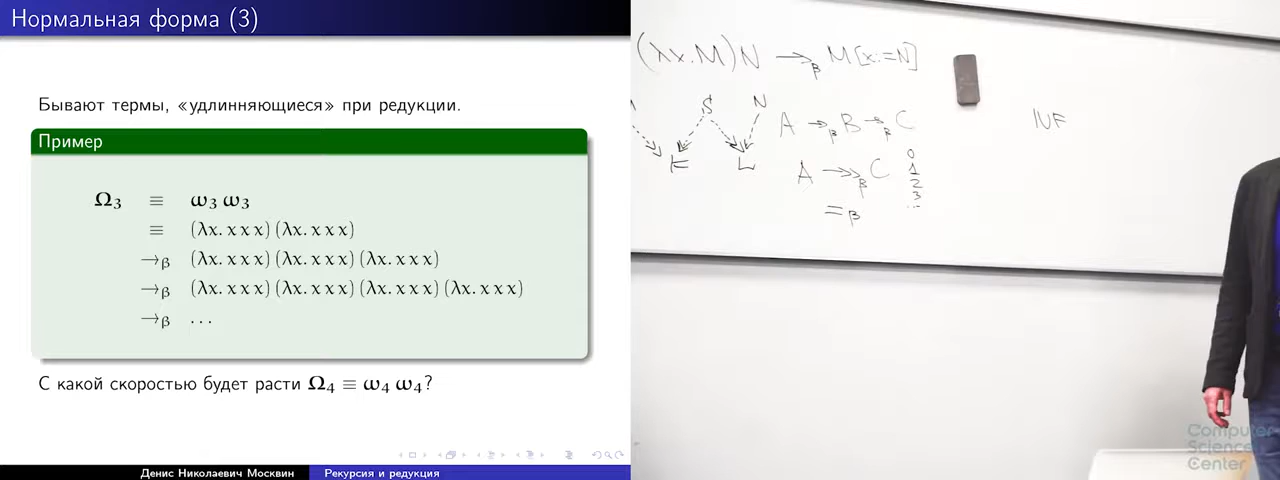 Нормальная форма (3)
Бывают термы, «удлинняющиеся» при редукции.
Пример
Ω₃ ≡ ω₃ ω₃
≡ (λx. x x x) (λx. x x x)
→β (λx. x x x) (λx. x x x) (λx. x x x)
→β (λx. x x x) (λx. x x x) (λx. x x x) (λx. x x x)
→β ...
С какой скоростью будет расти Ω₄ ≡ ω₄ ω₄?
Денис Николаевич Москвин
Рекурсия и редукция
(λx.M)N →β M[x:=N]
S N
K L
A →β B →β C
A ↠β C
=β
0
1
2
3
...
NF
Computer
Science
Center